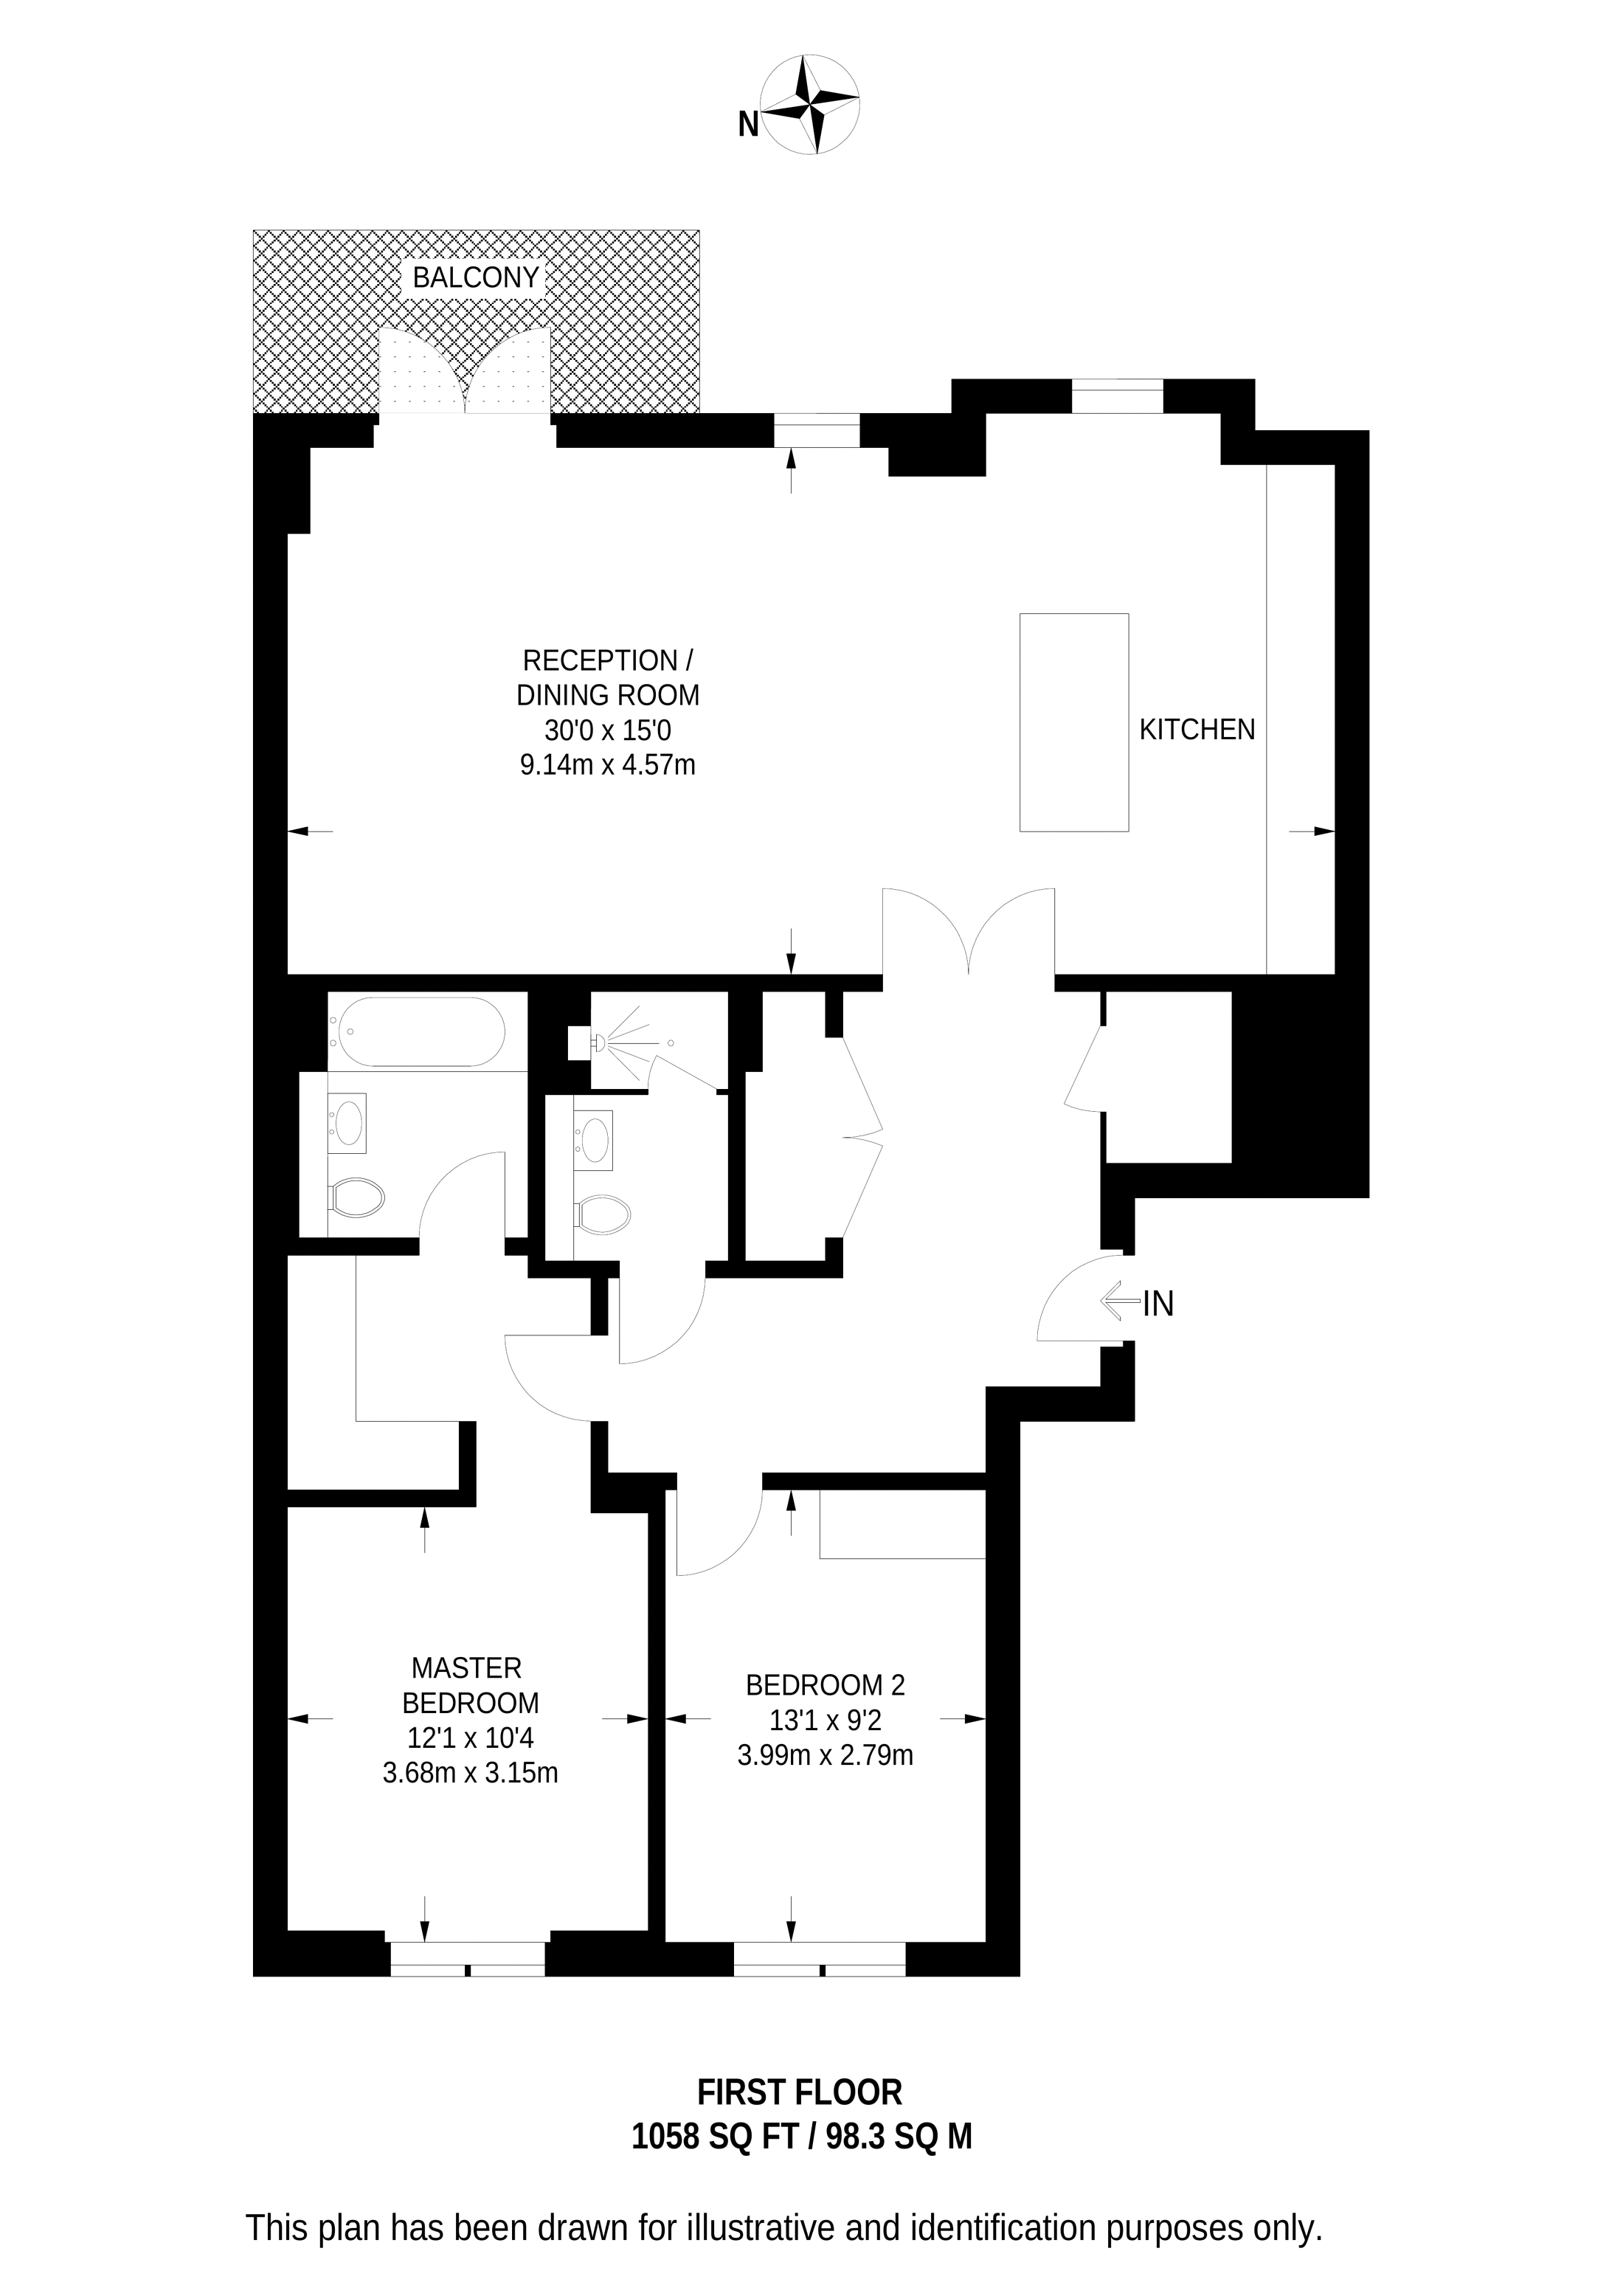 N
BALCONY
RECEPTION /
DINING ROOM
30'0 x 15'0
9.14m x 4.57m
KITCHEN
IN
MASTER
BEDROOM
12'1 x 10'4
3.68m x 3.15m
BEDROOM 2
13'1 x 9'2
3.99m x 2.79m
FIRST FLOOR
1058 SQ FT / 98.3 SQ M
This plan has been drawn for illustrative and identification purposes only.